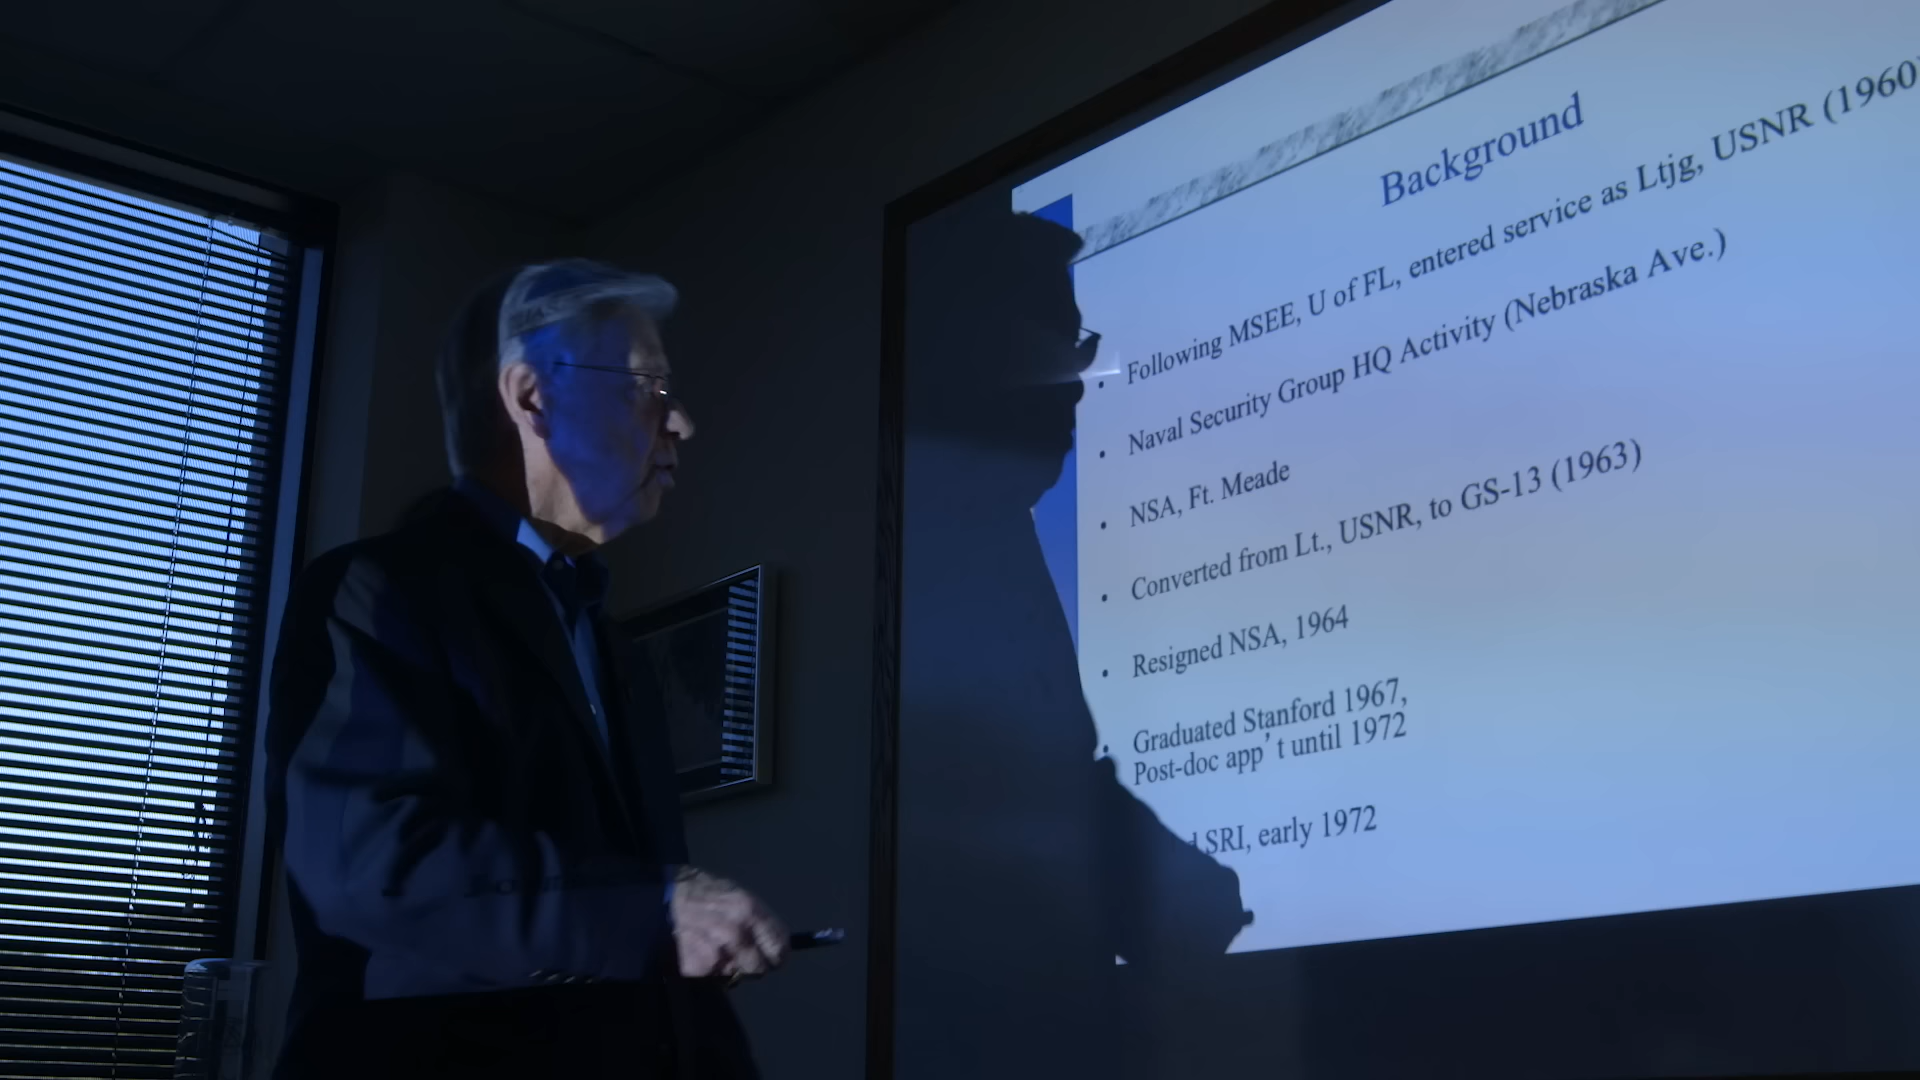 Background
• Following MSEE, U of FL, entered service as Ltjg, USNR (1960
• Naval Security Group HQ Activity (Nebraska Ave.)
• NSA, Ft. Meade
• Converted from Lt., USNR, to GS-13 (1963)
• Resigned NSA, 1964
• Graduated Stanford 1967,
Post-doc app’t until 1972
SRI, early 1972